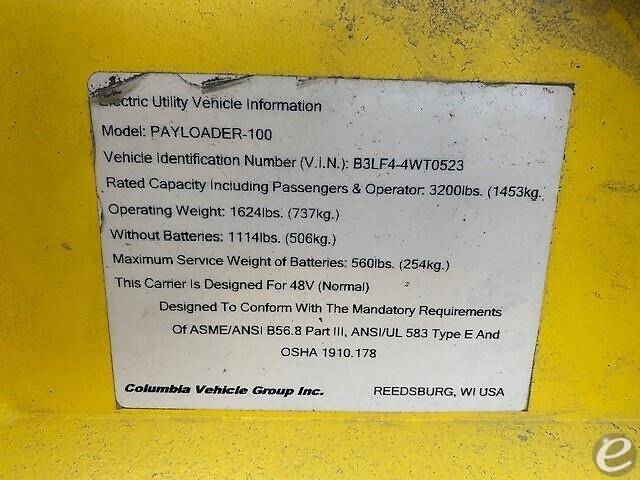 Electric Utility Vehicle Information
Model: PAYLOADER-100
Vehicle Identification Number (V.I.N.): B3LF4-4WT0523
Rated Capacity Including Passengers & Operator: 3200lbs. (1453kg.
Operating Weight: 1624lbs. (737kg.)
Without Batteries: 1114lbs. (506kg.)
Maximum Service Weight of Batteries: 560lbs. (254kg.)
This Carrier Is Designed For 48V (Normal)
Designed To Conform With The Mandatory Requirements
Of ASME/ANSI B56.8 Part III, ANSI/UL 583 Type E And
OSHA 1910.178
Columbia Vehicle Group Inc. REEDSBURG, WI USA
e